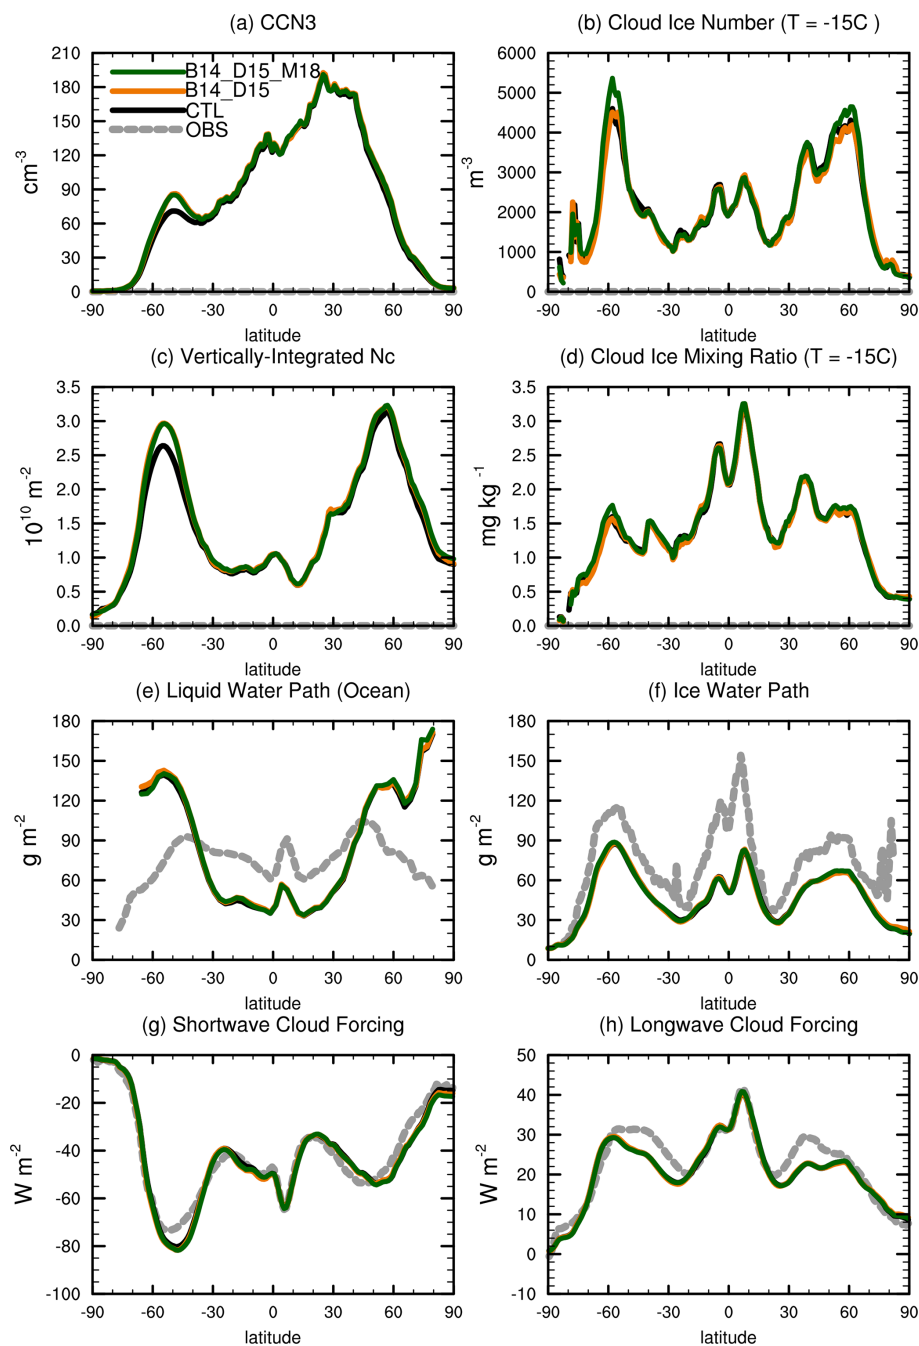 (a) CCN3
210
180
150
120
90
60
30
0
cm-3
B14_D15_M18
B14_D15
CTL
OBS
-90 -60 -30 0 30 60 90
latitude
(b) Cloud Ice Number (T = -15C )
6000
5000
4000
3000
2000
1000
0
m-3
-90 -60 -30 0 30 60 90
latitude
(c) Vertically-Integrated Nc
3.5
3.0
2.5
2.0
1.5
1.0
0.5
0.0
10^10 m-2
-90 -60 -30 0 30 60 90
latitude
(d) Cloud Ice Mixing Ratio (T = -15C)
3.5
3.0
2.5
2.0
1.5
1.0
0.5
0.0
mg kg-1
-90 -60 -30 0 30 60 90
latitude
(e) Liquid Water Path (Ocean)
180
150
120
90
60
30
0
g m-2
-90 -60 -30 0 30 60 90
latitude
(f) Ice Water Path
180
150
120
90
60
30
0
g m-2
-90 -60 -30 0 30 60 90
latitude
(g) Shortwave Cloud Forcing
0
-20
-40
-60
-80
-100
W m-2
-90 -60 -30 0 30 60 90
latitude
(h) Longwave Cloud Forcing
50
40
30
20
10
0
-10
W m-2
-90 -60 -30 0 30 60 90
latitude